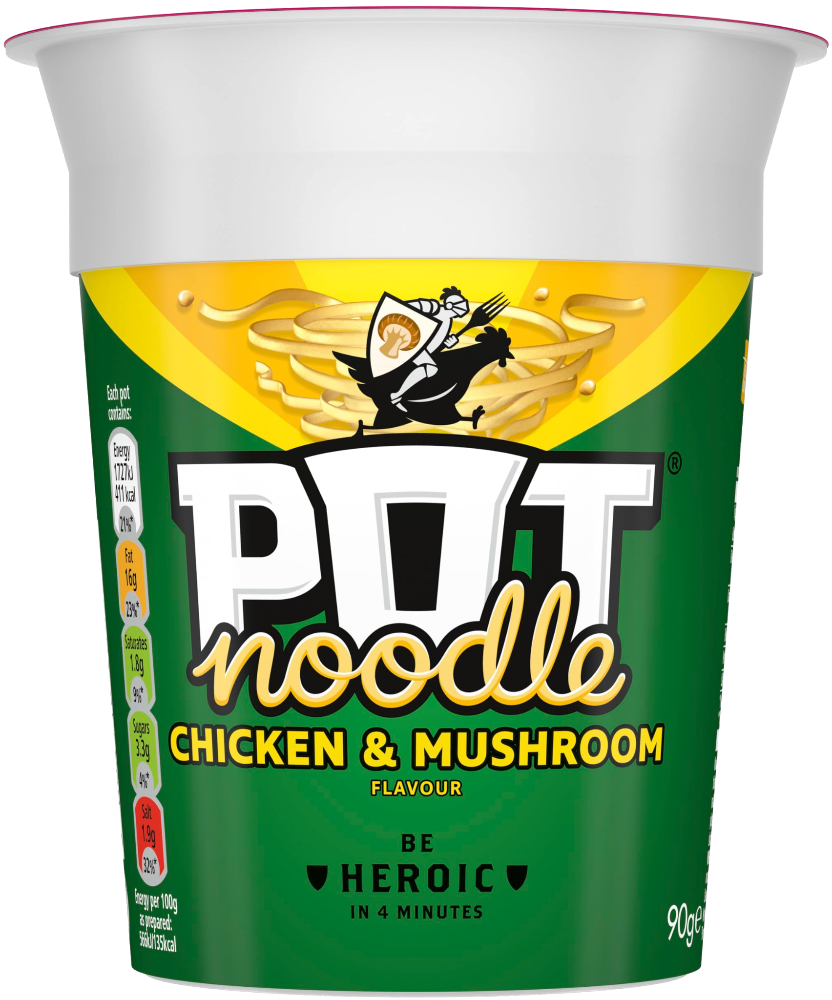 Each pot
contains:
Energy
1727kJ
411 kcal
21%*
Fat
16g
23%*
Saturates
1.8g
9%*
Sugars
3.3g
4%*
Salt
1.9g
32%*
Energy per 100g
as prepared:
566kJ/135kcal
POT®
noodle
CHICKEN & MUSHROOM
FLAVOUR
BE
HEROIC
IN 4 MINUTES
90g℮